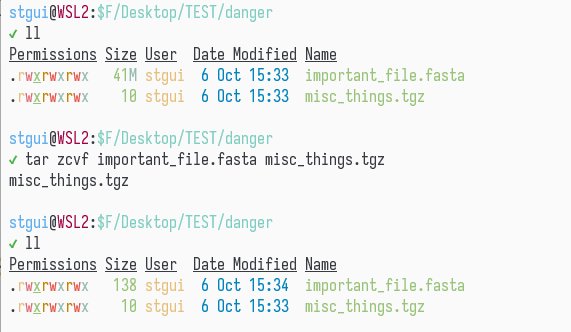 stgui@WSL2:$F/Desktop/TEST/danger
✔ ll
Permissions Size User Date Modified Name
.rwxrwxrwx 41M stgui 6 Oct 15:33 important_file.fasta
.rwxrwxrwx 10 stgui 6 Oct 15:33 misc_things.tgz
stgui@WSL2:$F/Desktop/TEST/danger
✔ tar zcvf important_file.fasta misc_things.tgz
misc_things.tgz
stgui@WSL2:$F/Desktop/TEST/danger
✔ ll
Permissions Size User Date Modified Name
.rwxrwxrwx 138 stgui 6 Oct 15:34 important_file.fasta
.rwxrwxrwx 10 stgui 6 Oct 15:33 misc_things.tgz